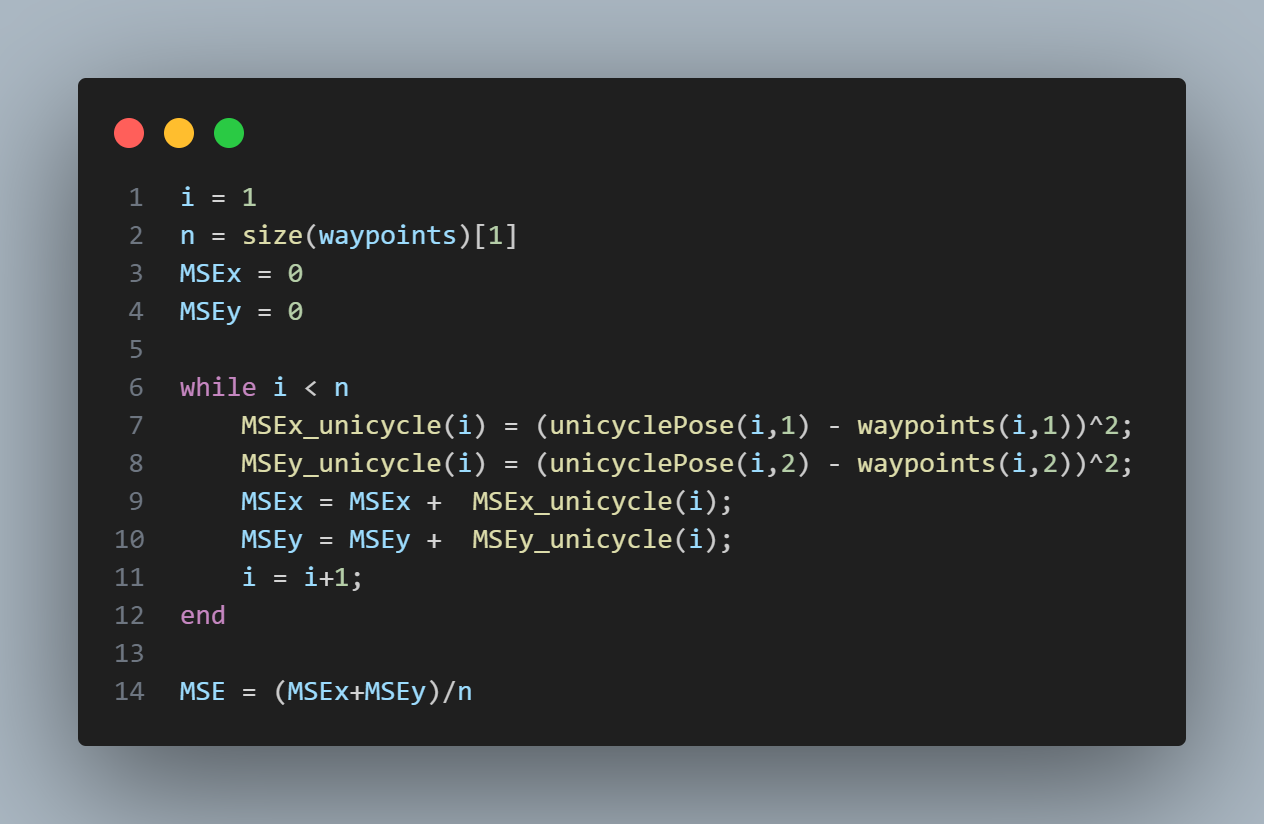 1 i = 1
2 n = size(waypoints)[1]
3 MSEx = 0
4 MSEy = 0
5
6 while i < n
7     MSEx_unicycle(i) = (unicyclePose(i,1) - waypoints(i,1))^2;
8     MSEy_unicycle(i) = (unicyclePose(i,2) - waypoints(i,2))^2;
9     MSEx = MSEx +  MSEx_unicycle(i);
10     MSEy = MSEy +  MSEy_unicycle(i);
11     i = i+1;
12 end
13
14 MSE = (MSEx+MSEy)/n